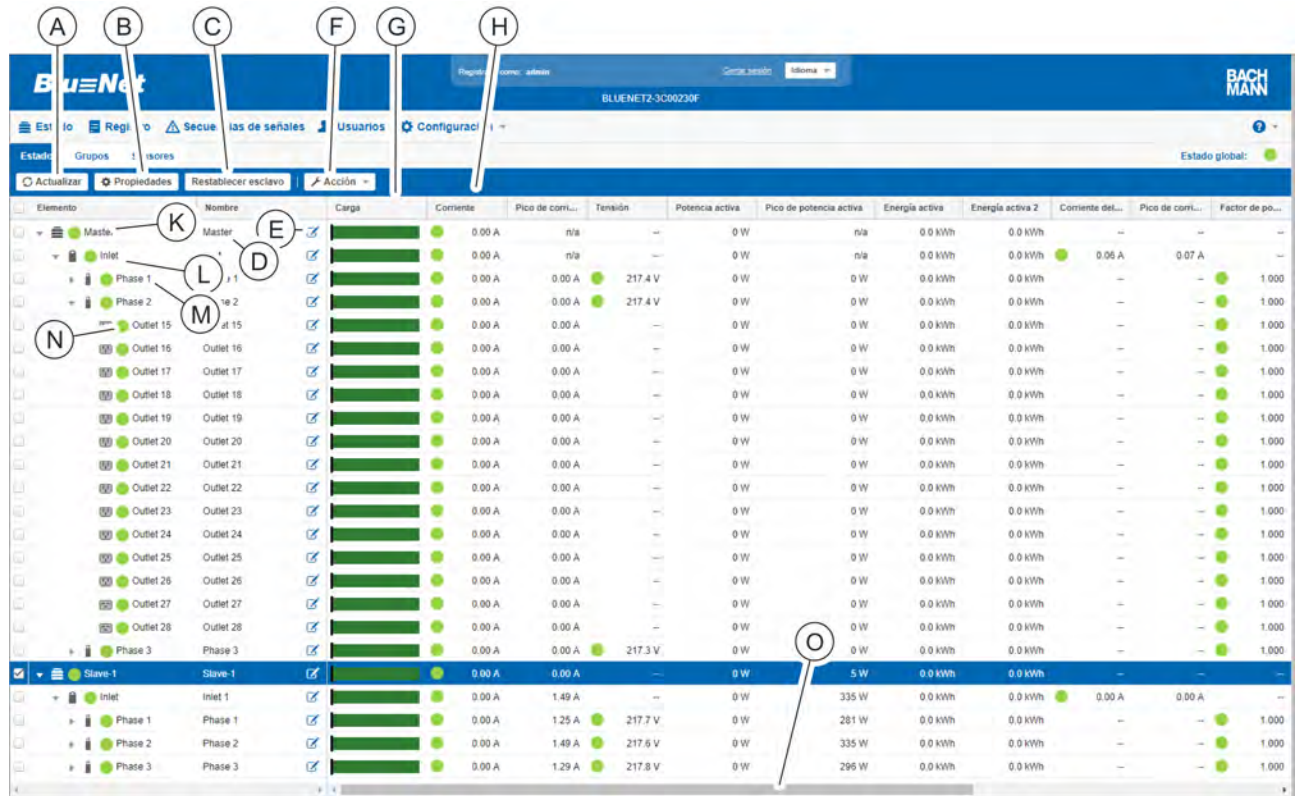 A B C F G H
Blu≡Net
como: admin Cerrar sesión Idioma
BACHMANN
BLUENET2-3C00230F
Secuencias de señales Usuarios Configuración
Estado Grupos Sensores Estado global:
Actualizar Propiedades Restablecer esclavo Acción
Elemento Nombre Carga Corriente Pico de corri... Tensión Potencia activa Pico de potencia activa Energía activa Energía activa 2 Corriente del... Pico de corri... Factor de po...
Master K Master E 0.00 A n/a -- 0 W n/a 0.0 kWh 0.0 kWh -- -- --
Inlet L D 0.00 A n/a -- 0 W n/a 0.0 kWh 0.0 kWh 0.06 A 0.07 A --
Phase 1 M 1 0.00 A 0.00 A 217.4 V 0 W 0 W 0.0 kWh 0.0 kWh -- -- 1.000
Phase 2 2 0.00 A 0.00 A 217.4 V 0 W 0 W 0.0 kWh 0.0 kWh -- -- 1.000
N Outlet 15 15 0.00 A 0.00 A -- 0 W 0 W 0.0 kWh 0.0 kWh -- -- 1.000
Outlet 16 Outlet 16 0.00 A 0.00 A -- 0 W 0 W 0.0 kWh 0.0 kWh -- -- 1.000
Outlet 17 Outlet 17 0.00 A 0.00 A -- 0 W 0 W 0.0 kWh 0.0 kWh -- -- 1.000
Outlet 18 Outlet 18 0.00 A 0.00 A -- 0 W 0 W 0.0 kWh 0.0 kWh -- -- 1.000
Outlet 19 Outlet 19 0.00 A 0.00 A -- 0 W 0 W 0.0 kWh 0.0 kWh -- -- 1.000
Outlet 20 Outlet 20 0.00 A 0.00 A -- 0 W 0 W 0.0 kWh 0.0 kWh -- -- 1.000
Outlet 21 Outlet 21 0.00 A 0.00 A -- 0 W 0 W 0.0 kWh 0.0 kWh -- -- 1.000
Outlet 22 Outlet 22 0.00 A 0.00 A -- 0 W 0 W 0.0 kWh 0.0 kWh -- -- 1.000
Outlet 23 Outlet 23 0.00 A 0.00 A -- 0 W 0 W 0.0 kWh 0.0 kWh -- -- 1.000
Outlet 24 Outlet 24 0.00 A 0.00 A -- 0 W 0 W 0.0 kWh 0.0 kWh -- -- 1.000
Outlet 25 Outlet 25 0.00 A 0.00 A -- 0 W 0 W 0.0 kWh 0.0 kWh -- -- 1.000
Outlet 26 Outlet 26 0.00 A 0.00 A -- 0 W 0 W 0.0 kWh 0.0 kWh -- -- 1.000
Outlet 27 Outlet 27 0.00 A 0.00 A -- 0 W 0 W 0.0 kWh 0.0 kWh -- -- 1.000
Outlet 28 Outlet 28 0.00 A 0.00 A -- 0 W 0 W 0.0 kWh 0.0 kWh -- -- 1.000
Phase 3 Phase 3 0.00 A 0.00 A 217.3 V 0 W O 0 W 0.0 kWh 0.0 kWh -- -- 1.000
Slave-1 Slave-1 0.00 A 0.00 A -- 0 W 5 W 0.0 kWh 0.0 kWh -- -- --
Inlet Inlet 1 0.00 A 1.49 A -- 0 W 335 W 0.0 kWh 0.0 kWh 0.00 A 0.00 A --
Phase 1 Phase 1 0.00 A 1.25 A 217.7 V 0 W 281 W 0.0 kWh 0.0 kWh -- -- 1.000
Phase 2 Phase 2 0.00 A 1.49 A 217.6 V 0 W 335 W 0.0 kWh 0.0 kWh -- -- 1.000
Phase 3 Phase 3 0.00 A 1.29 A 217.8 V 0 W 296 W 0.0 kWh 0.0 kWh -- -- 1.000